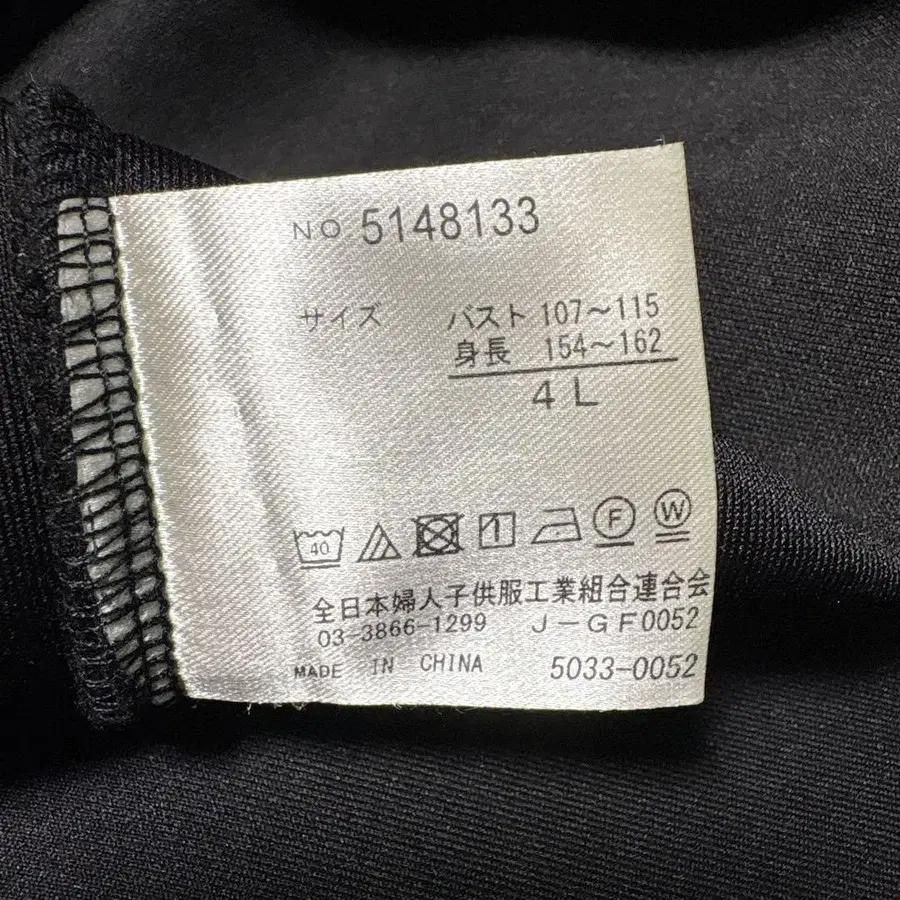 NO 5148133
サイズ バスト 107～115
身長 154～162
4L
40 F W
全日本婦人子供服工業組合連合会
03-3866-1299 J-GF0052
MADE IN CHINA 5033-0052